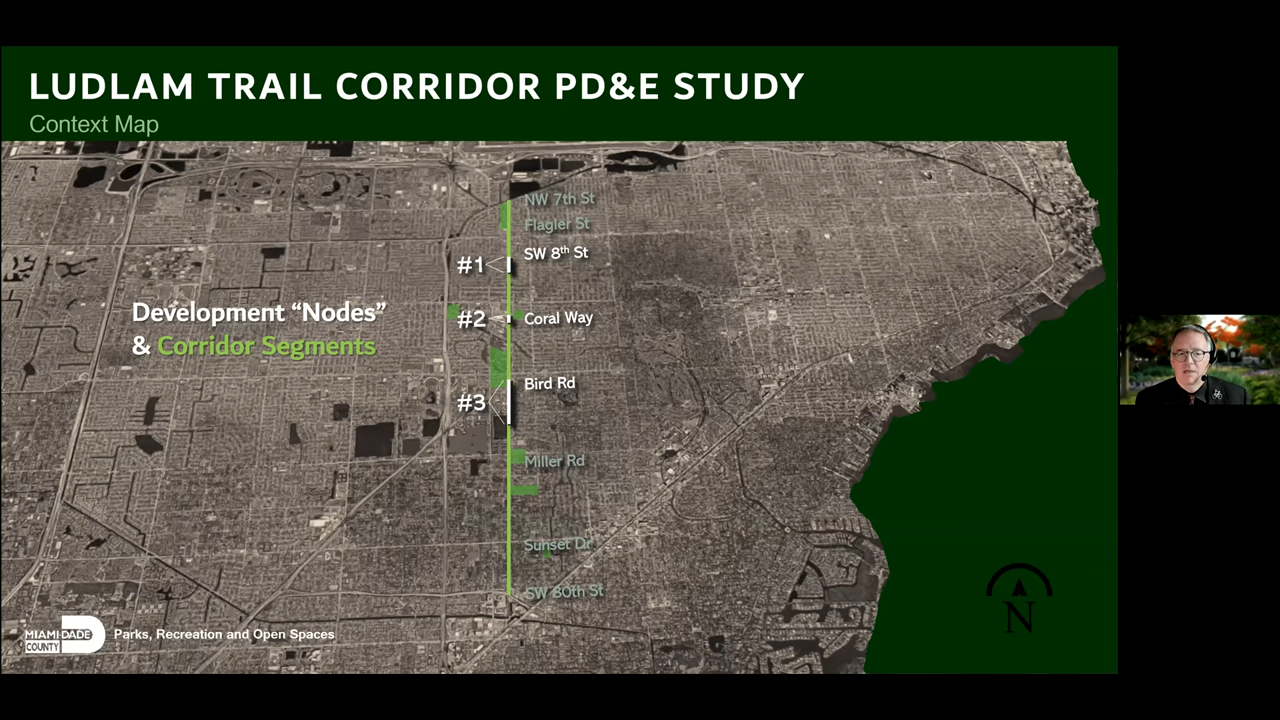 LUDLAM TRAIL CORRIDOR PD&E STUDY
Context Map
NW 7th St
Flagler St
SW 8th St
#1
Development “Nodes”
& Corridor Segments
#2
Coral Way
Bird Rd
#3
Miller Rd
Sunset Dr
SW 80th St
N
MIAMI-DADE
COUNTY
Parks, Recreation and Open Spaces